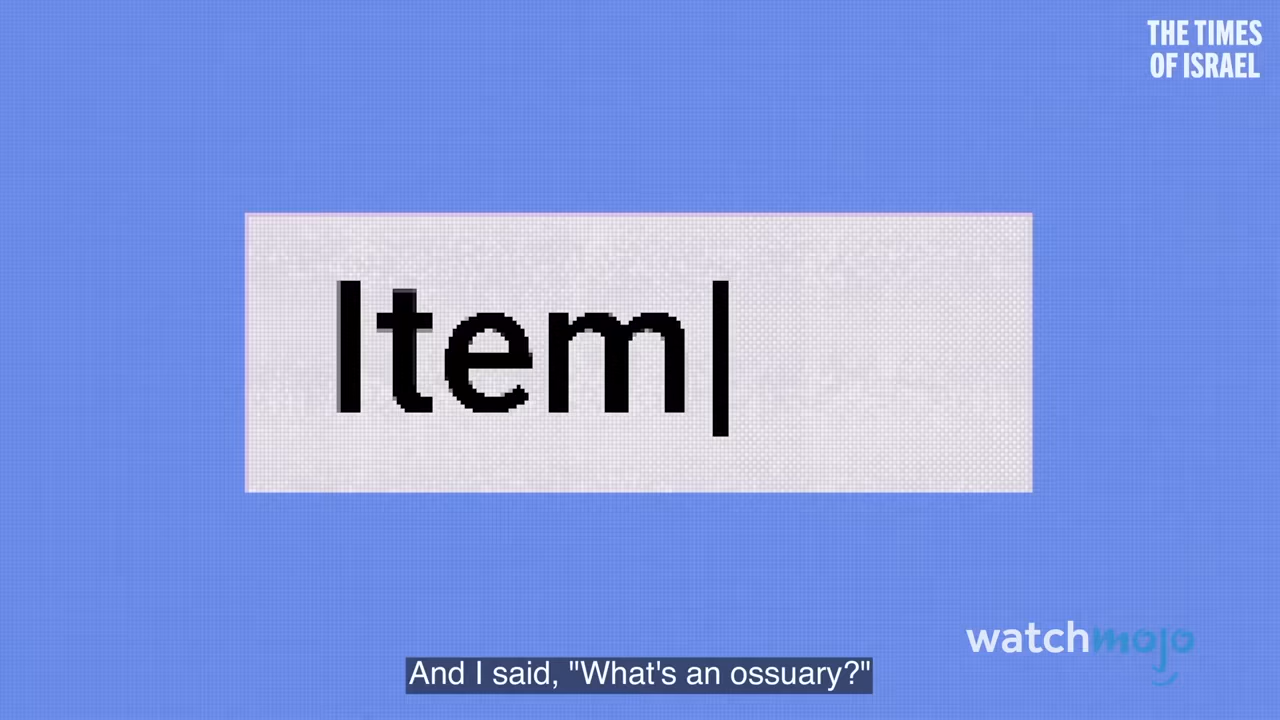 THE TIMES
OF ISRAEL
Item|
watchmojo
And I said, "What's an ossuary?"